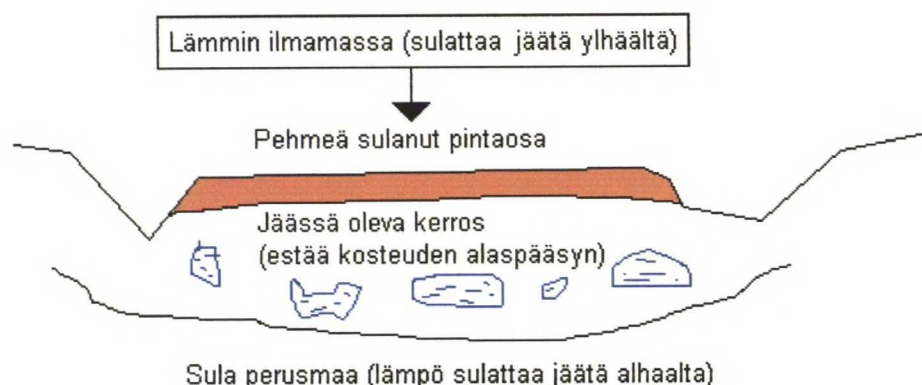 Lämmin ilmamassa (sulattaa jäätä ylhäältä)
Pehmeä sulanut pintaosa
Jäässä oleva kerros
(estää kosteuden alaspääsyn)
Sula perusmaa (lämpö sulattaa jäätä alhaalta)